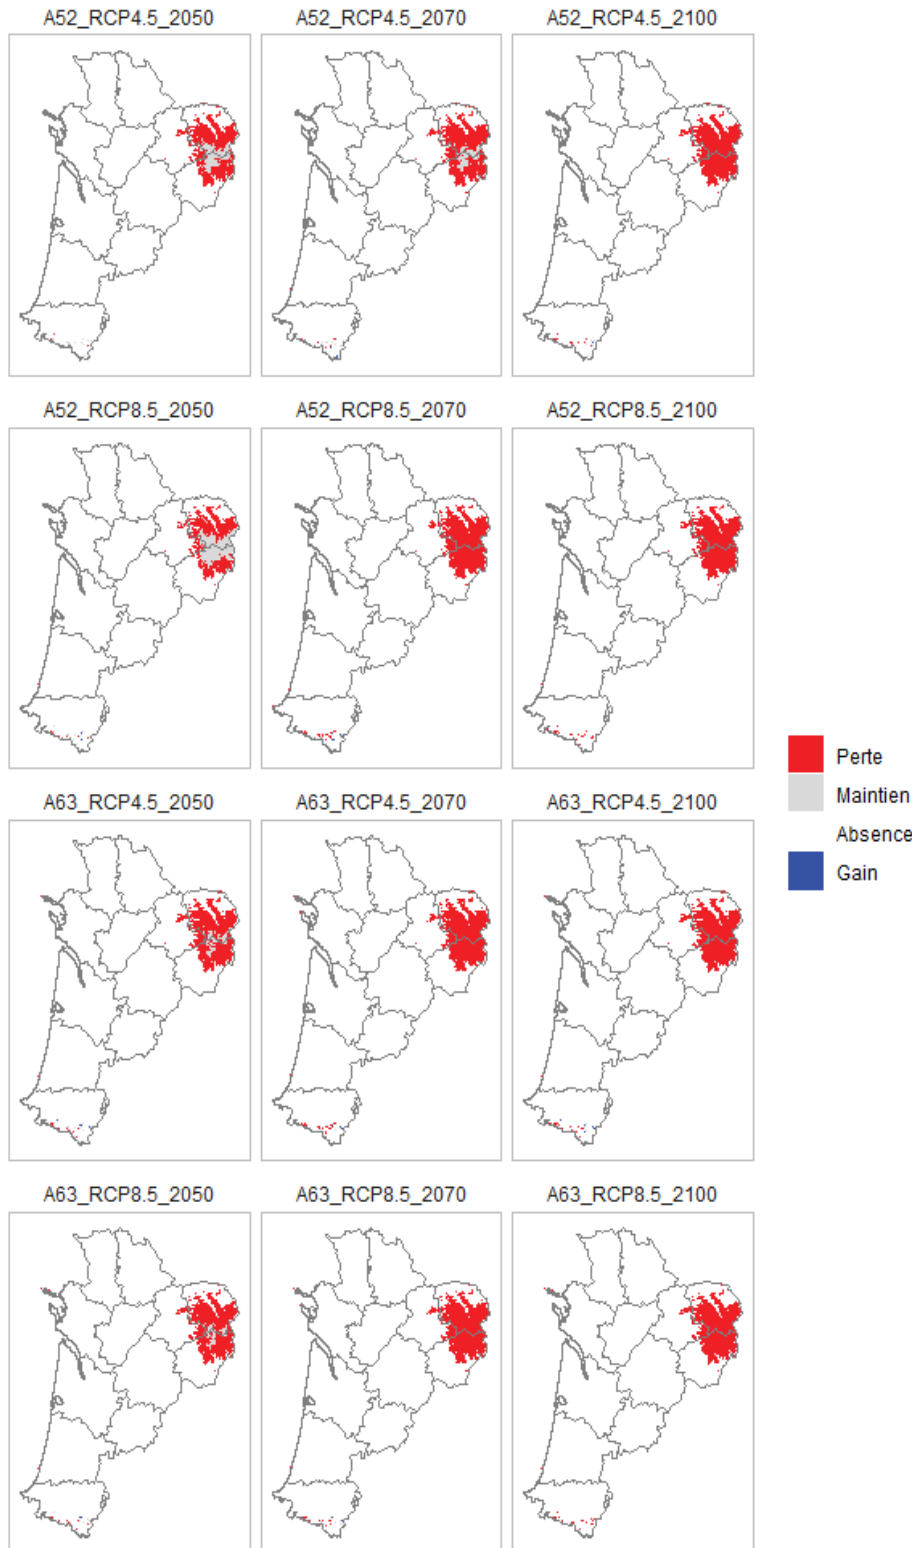 A52_RCP4.5_2050
A52_RCP4.5_2070
A52_RCP4.5_2100
A52_RCP8.5_2050
A52_RCP8.5_2070
A52_RCP8.5_2100
Perte
Maintien
Absence
Gain
A63_RCP4.5_2050
A63_RCP4.5_2070
A63_RCP4.5_2100
A63_RCP8.5_2050
A63_RCP8.5_2070
A63_RCP8.5_2100